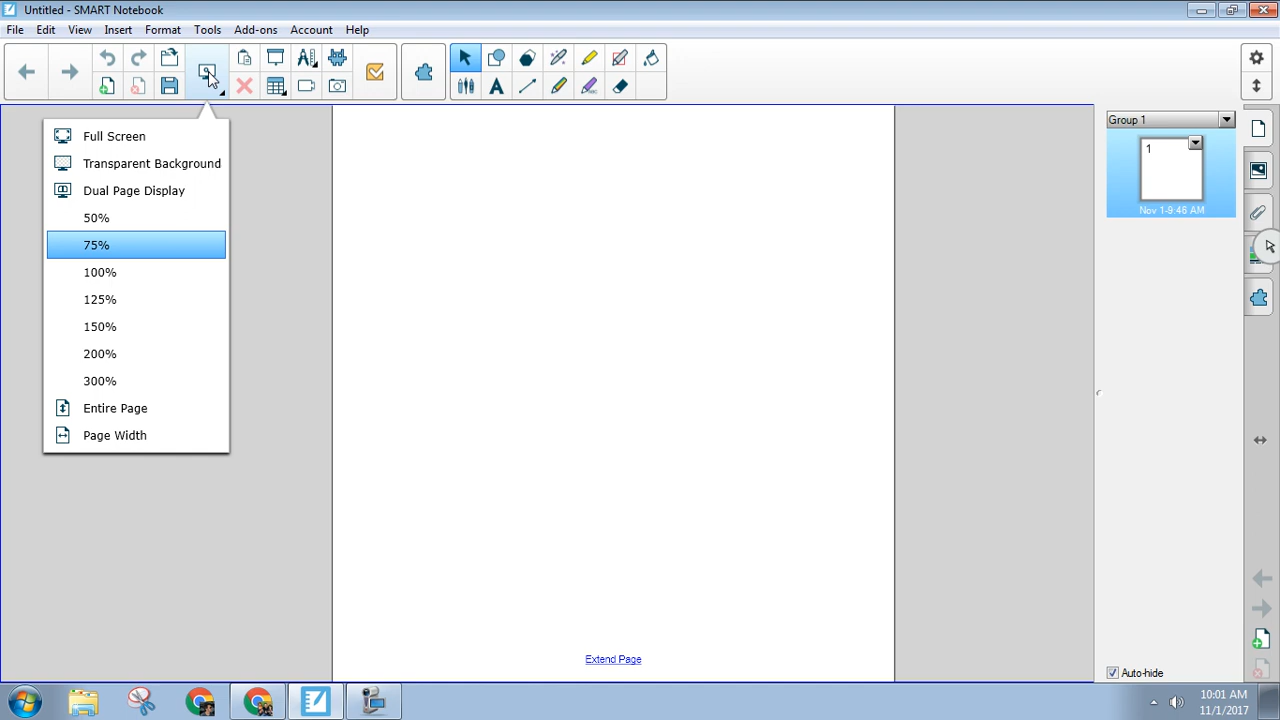 Untitled - SMART Notebook
File Edit View Insert Format Tools Add-ons Account Help
Full Screen
Transparent Background
Dual Page Display
50%
75%
100%
125%
150%
200%
300%
Entire Page
Page Width
Group 1
1
Nov 1-9:46 AM
Extend Page
Auto-hide
10:01 AM
11/1/2017